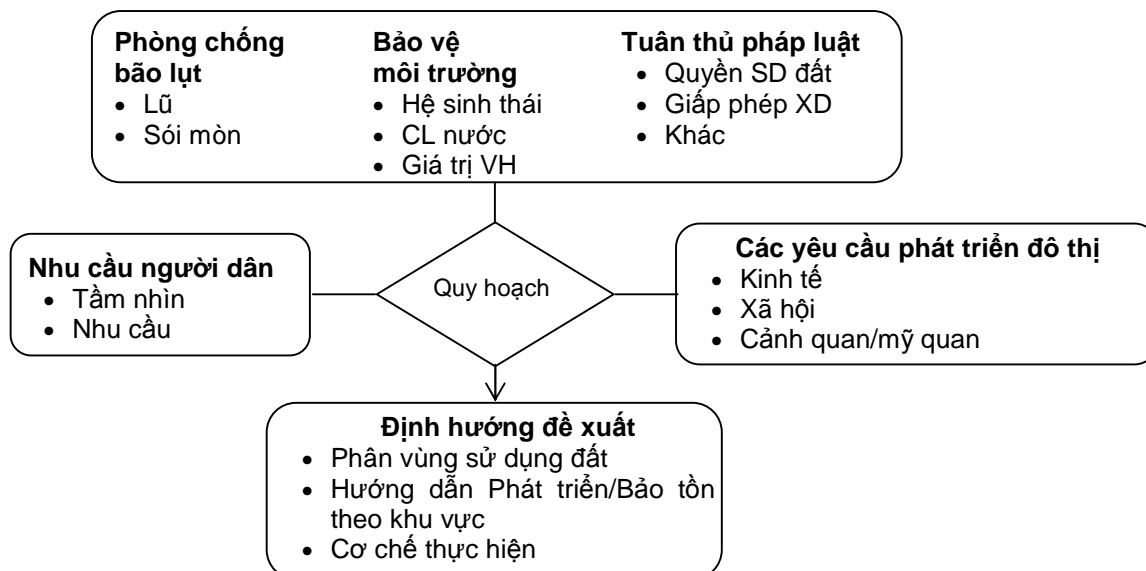 Phòng chống
bão lụt
• Lũ
• Sói mòn
Bảo vệ
môi trường
• Hệ sinh thái
• CL nước
• Giá trị VH
Tuân thủ pháp luật
• Quyền SD đất
• Giấp phép XD
• Khác
Nhu cầu người dân
• Tầm nhìn
• Nhu cầu
Quy hoạch
Các yêu cầu phát triển đô thị
• Kinh tế
• Xã hội
• Cảnh quan/mỹ quan
Định hướng đề xuất
• Phân vùng sử dụng đất
• Hướng dẫn Phát triển/Bảo tồn
theo khu vực
• Cơ chế thực hiện